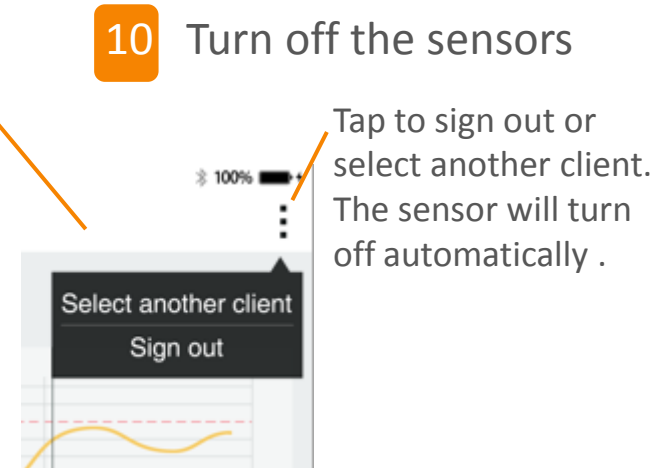 10 Turn off the sensors
Tap to sign out or
select another client.
The sensor will turn
off automatically .
100%
Select another client
Sign out